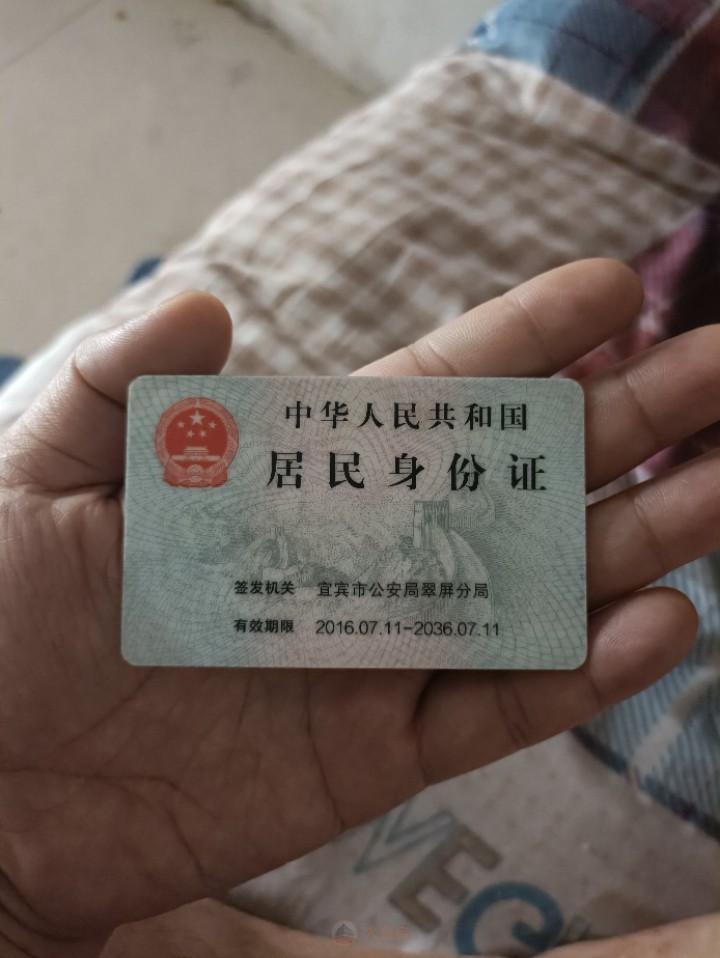 中华人民共和国
居民身份证
签发机关 宜宾市公安局翠屏分局
有效期限 2016.07.11-2036.07.11
VEG